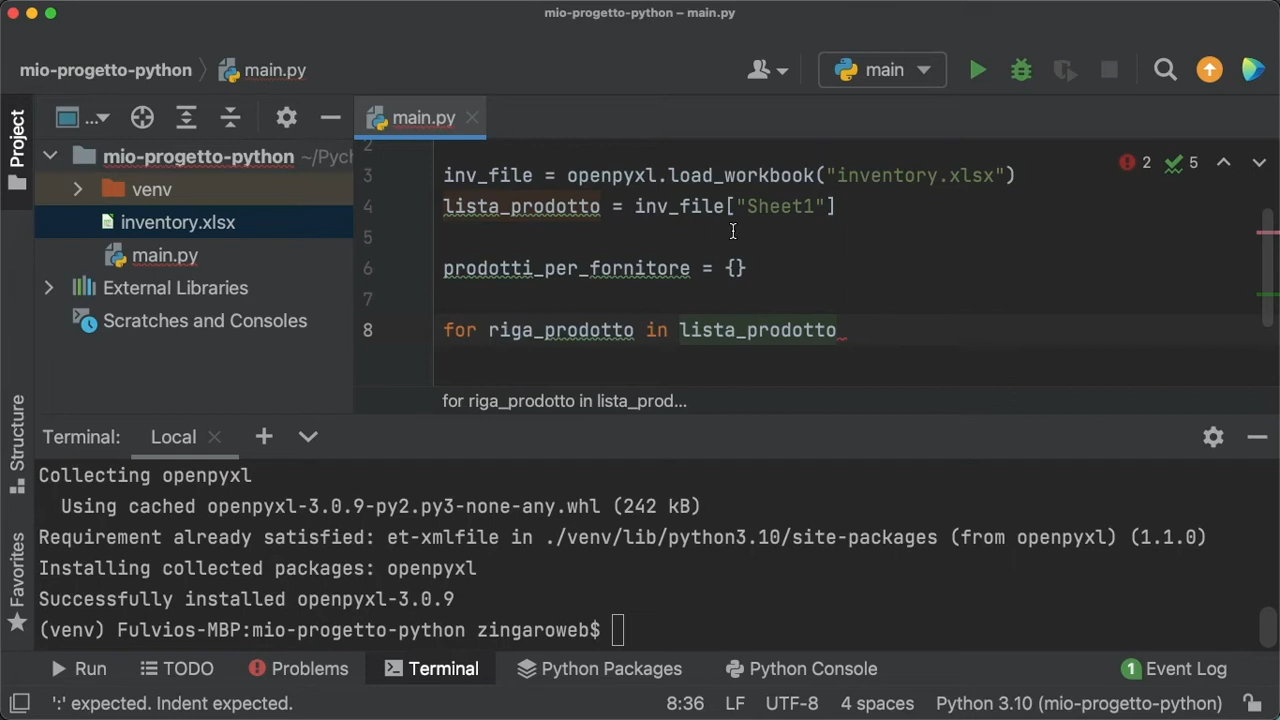 mio-progetto-python – main.py
mio-progetto-python
main.py
main
Project
...
main.py
mio-progetto-python ~/Pych
venv
inventory.xlsx
main.py
External Libraries
Scratches and Consoles
2
2 5
3 inv_file = openpyxl.load_workbook("inventory.xlsx")
4 lista_prodotto = inv_file["Sheet1"]
5
6 prodotti_per_fornitore = {}
7
8 for riga_prodotto in lista_prodotto
for riga_prodotto in lista_prod...
Structure
Favorites
Terminal: Local
Collecting openpyxl
Using cached openpyxl-3.0.9-py2.py3-none-any.whl (242 kB)
Requirement already satisfied: et-xmlfile in ./venv/lib/python3.10/site-packages (from openpyxl) (1.1.0)
Installing collected packages: openpyxl
Successfully installed openpyxl-3.0.9
(venv) Fulvios-MBP:mio-progetto-python zingaroweb$
Run TODO Problems Terminal Python Packages Python Console 1 Event Log
':' expected. Indent expected. 8:36 LF UTF-8 4 spaces Python 3.10 (mio-progetto-python)